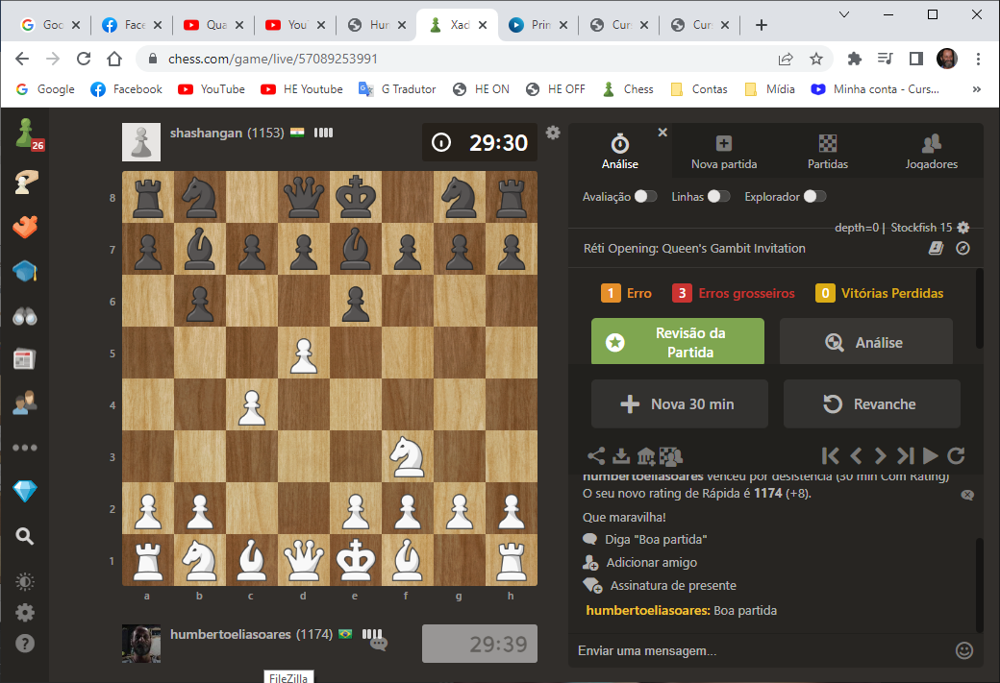 Goo
Face
Qua
You
Hur
Xad
Prin
Cur
Cur
chess.com/game/live/57089253991
Google
Facebook
YouTube
HE Youtube
G Tradutor
HE ON
HE OFF
Chess
Contas
Mídia
Minha conta - Curs...
»
26
shashangan (1153)
29:30
8
7
6
5
4
3
2
1
a b c d e f g h
humbertoeliasoares (1174)
29:39
FileZilla
Análise
Nova partida
Partidas
Jogadores
Avaliação
Linhas
Explorador
depth=0 | Stockfish 15
Réti Opening: Queen's Gambit Invitation
1 Erro
3 Erros grosseiros
0 Vitórias Perdidas
Revisão da
Partida
Análise
Nova 30 min
Revanche
humbertoeliasoares venceu por desistência (30 min Com Rating)
O seu novo rating de Rápida é 1174 (+8).
Que maravilha!
Diga "Boa partida"
Adicionar amigo
Assinatura de presente
humbertoeliasoares: Boa partida
Enviar uma mensagem...